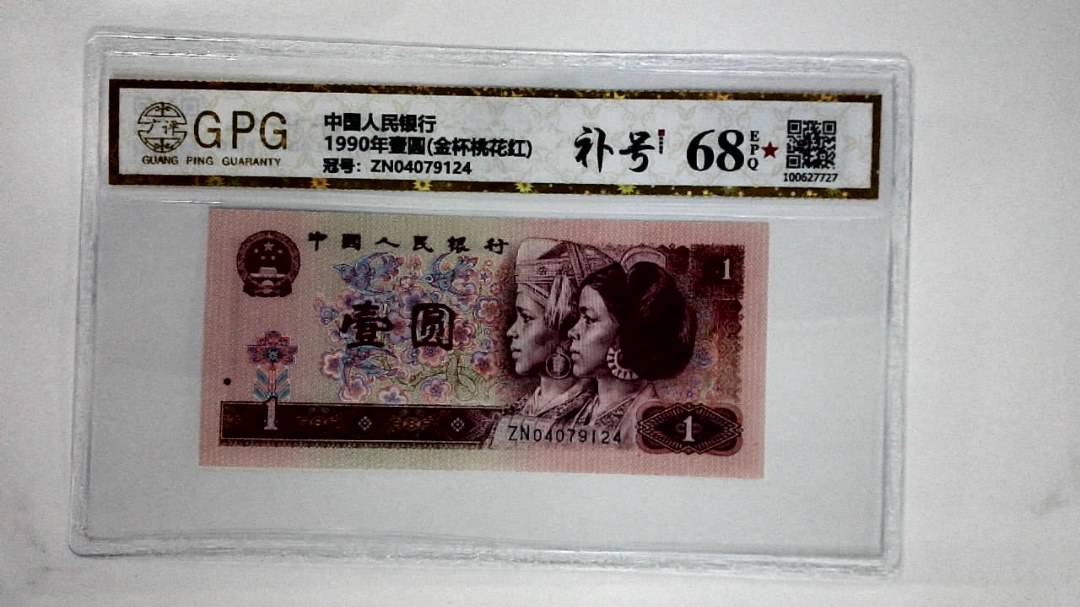 GPG
GUANG PING GUARANTY
中国人民银行
1990年壹圆(金杯桃花红)
冠号：ZN04079124
补号
68
EPQ
100627727
中國人民银行
1
壹圆
1
ZN04079124
1